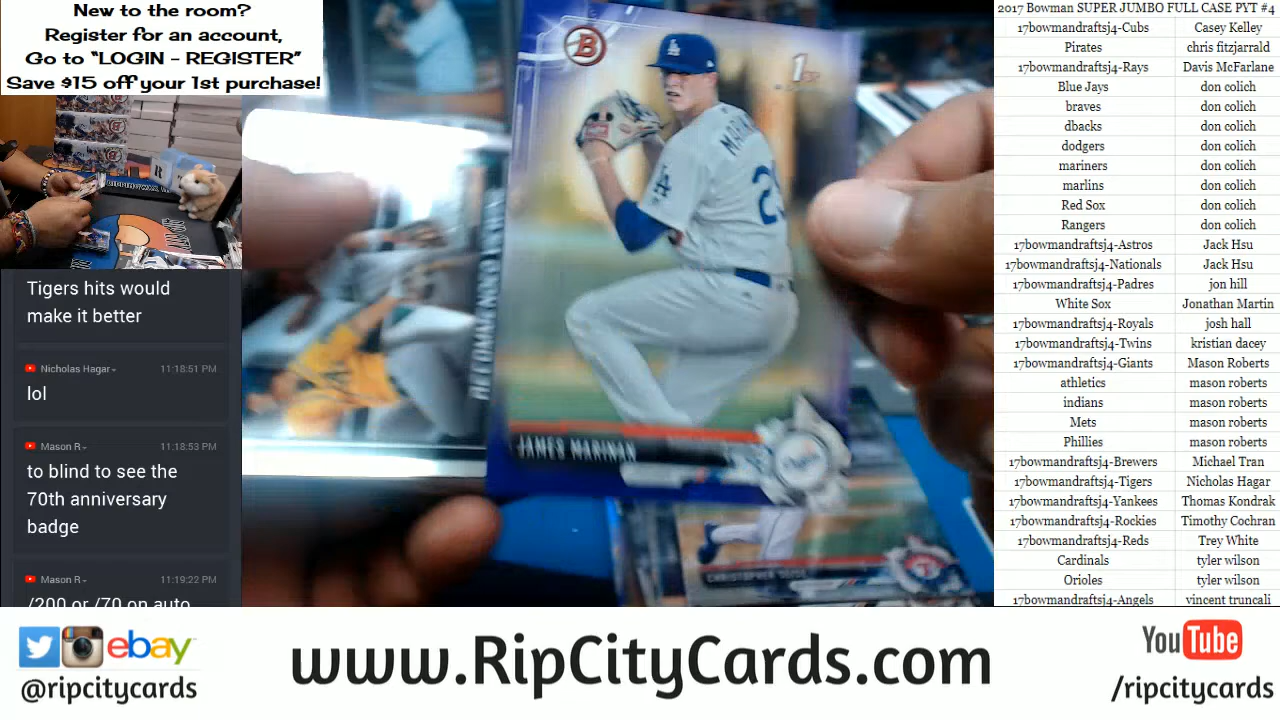 New to the room?
Register for an account,
Go to “LOGIN – REGISTER”
Save $15 off your 1st purchase!
Tigers hits would
make it better
Nicholas Hagar 11:18:51 PM
lol
Mason R 11:18:53 PM
to blind to see the
70th anniversary
badge
Mason R 11:19:22 PM
/200 or /70 on auto
B
1ST
LA
LA
JAMES MARINAN
2017 Bowman SUPER JUMBO FULL CASE PYT #4
17bowmandraftsj4-Cubs Casey Kelley
Pirates chris fitzjarrald
17bowmandraftsj4-Rays Davis McFarlane
Blue Jays don colich
braves don colich
dbacks don colich
dodgers don colich
mariners don colich
marlins don colich
Red Sox don colich
Rangers don colich
17bowmandraftsj4-Astros Jack Hsu
17bowmandraftsj4-Nationals Jack Hsu
17bowmandraftsj4-Padres jon hill
White Sox Jonathan Martin
17bowmandraftsj4-Royals josh hall
17bowmandraftsj4-Twins kristian dacey
17bowmandraftsj4-Giants Mason Roberts
athletics mason roberts
indians mason roberts
Mets mason roberts
Phillies mason roberts
17bowmandraftsj4-Brewers Michael Tran
17bowmandraftsj4-Tigers Nicholas Hagar
17bowmandraftsj4-Yankees Thomas Kondrak
17bowmandraftsj4-Rockies Timothy Cochran
17bowmandraftsj4-Reds Trey White
Cardinals tyler wilson
Orioles tyler wilson
17bowmandraftsj4-Angels vincent truncali
ebay
@ripcitycards
www.RipCityCards.com
YouTube
/ripcitycards